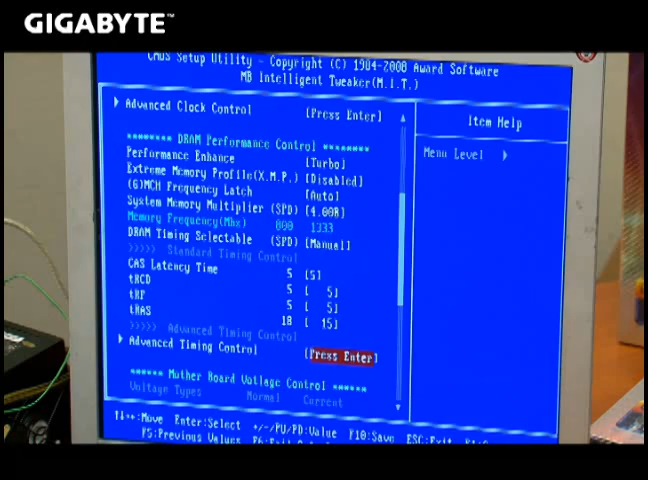 GIGABYTE™
CMOS Setup Utility - Copyright (C) 1984-2008 Award Software
MB Intelligent Tweaker(M.I.T.)
Advanced Clock Control [Press Enter]
Item Help
******** DRAM Performance Control ********
Menu Level
Performance Enhance [Turbo]
Extreme Memory Profile(X.M.P.) [Disabled]
(G)MCH Frequency Latch [Auto]
System Memory Multiplier (SPD) [4.00B]
Memory Frequency(Mhz) 800 1333
DRAM Timing Selectable (SPD) [Manual]
>>>>> Standard Timing Control
CAS Latency Time 5 [5]
tRCD 5 [ 5]
tRP 5 [ 5]
tRAS 18 [ 15]
>>>>> Advanced Timing Control
Advanced Timing Control [Press Enter]
****** Mother Board Voltage Control ******
Voltage Types Normal Current
↑↓→←:Move Enter:Select +/-/PU/PD:Value F10:Save ESC:Exit
F5:Previous Values